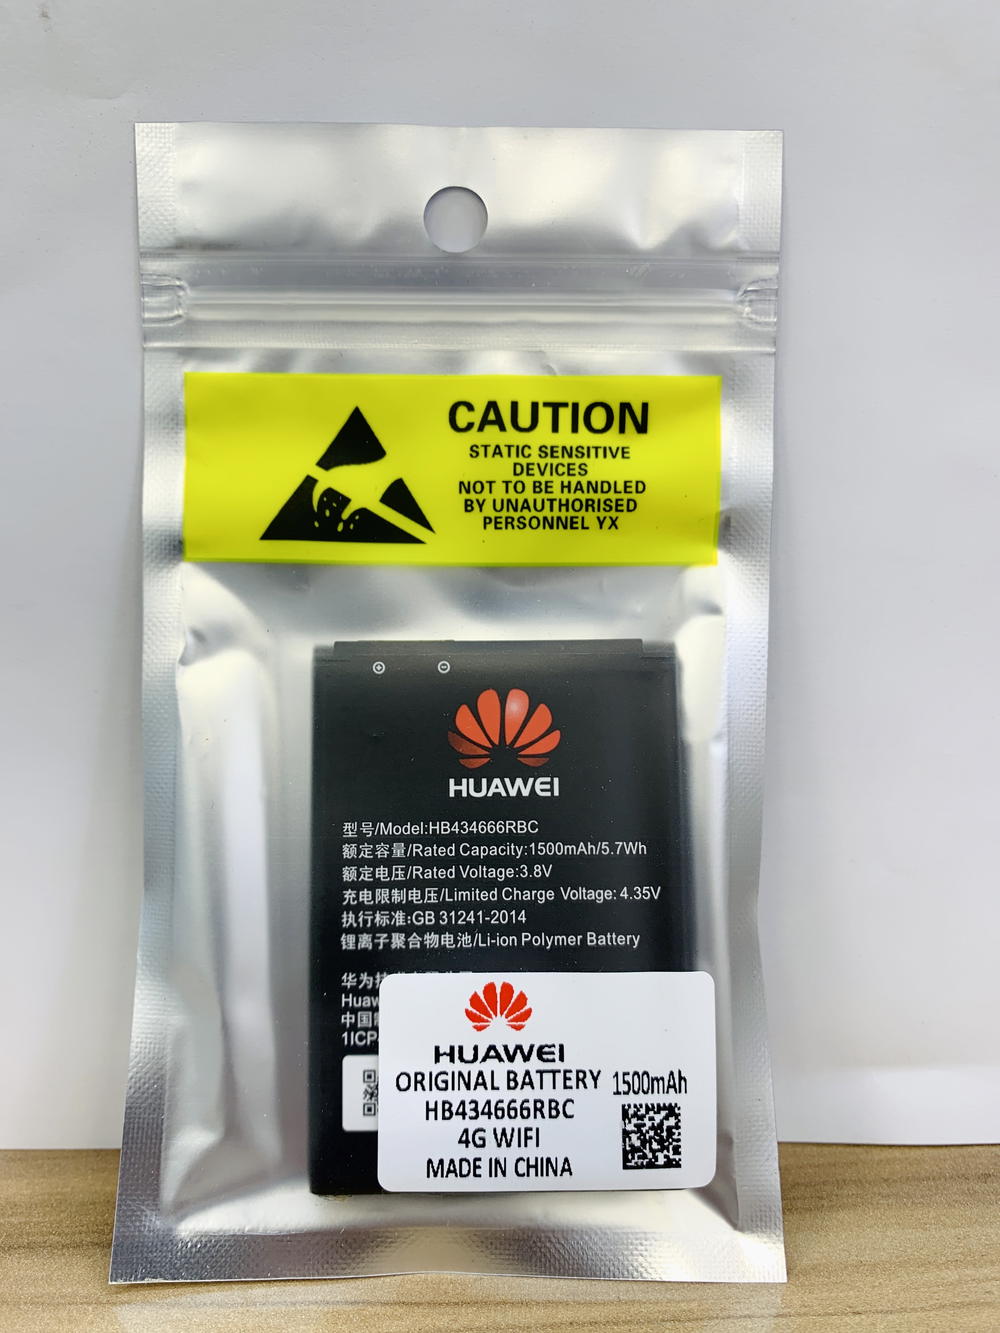 CAUTION
STATIC SENSITIVE
DEVICES
NOT TO BE HANDLED
BY UNAUTHORISED
PERSONNEL YX
HUAWEI
型号/Model:HB434666RBC
额定容量/Rated Capacity:1500mAh/5.7Wh
额定电压/Rated Voltage:3.8V
充电限制电压/Limited Charge Voltage: 4.35V
执行标准:GB 31241-2014
锂离子聚合物电池/Li-ion Polymer Battery
华为
中国
1ICP
HUAWEI
ORIGINAL BATTERY
1500mAh
HB434666RBC
4G WIFI
MADE IN CHINA